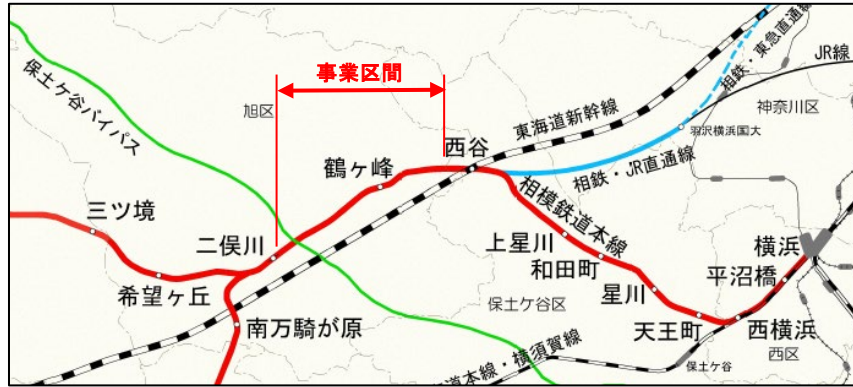 事業区間
相鉄・東急直通線
JR線
保土ケ谷バイパス
旭区
東海道新幹線
神奈川区
羽沢横浜国大
西谷
鶴ヶ峰
相鉄・JR直通線
三ツ境
相模鉄道本線
二俣川
上星川
横浜
和田町
平沼橋
希望ヶ丘
星川
保土ケ谷区
南万騎が原
天王町
西横浜
道本線・横須賀線
保土ケ谷
西区